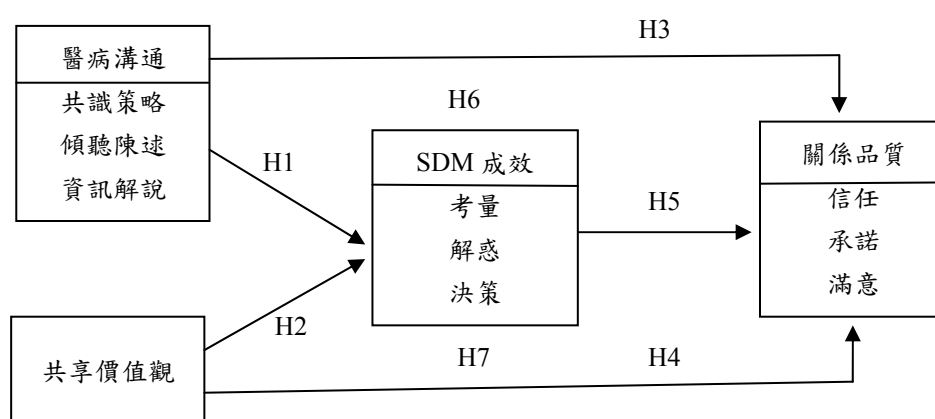 醫病溝通
共識策略
傾聽陳述
資訊解說
H3
H6
H1
SDM 成效
考量
解惑
決策
H5
關係品質
信任
承諾
滿意
共享價值觀
H2
H7
H4